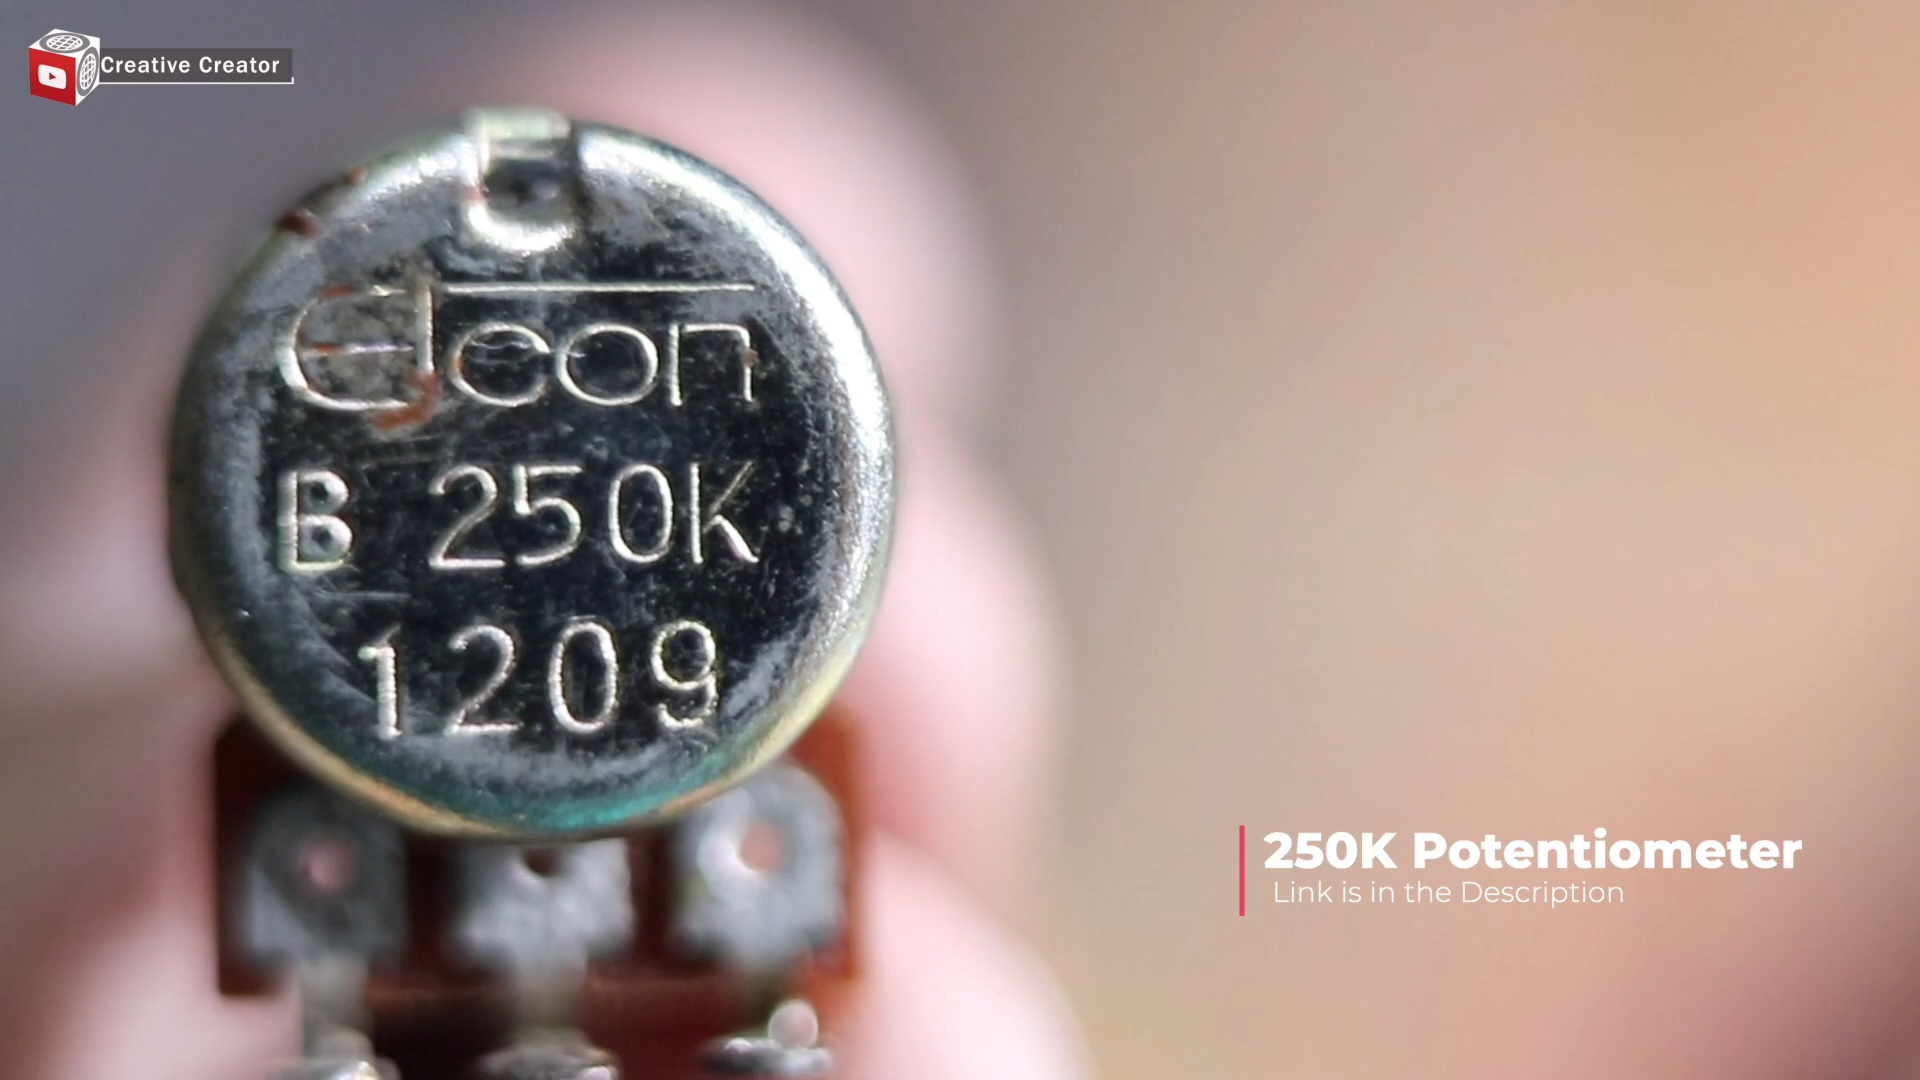 Creative Creator
Elcon
B 250K
1209
250K Potentiometer
Link is in the Description